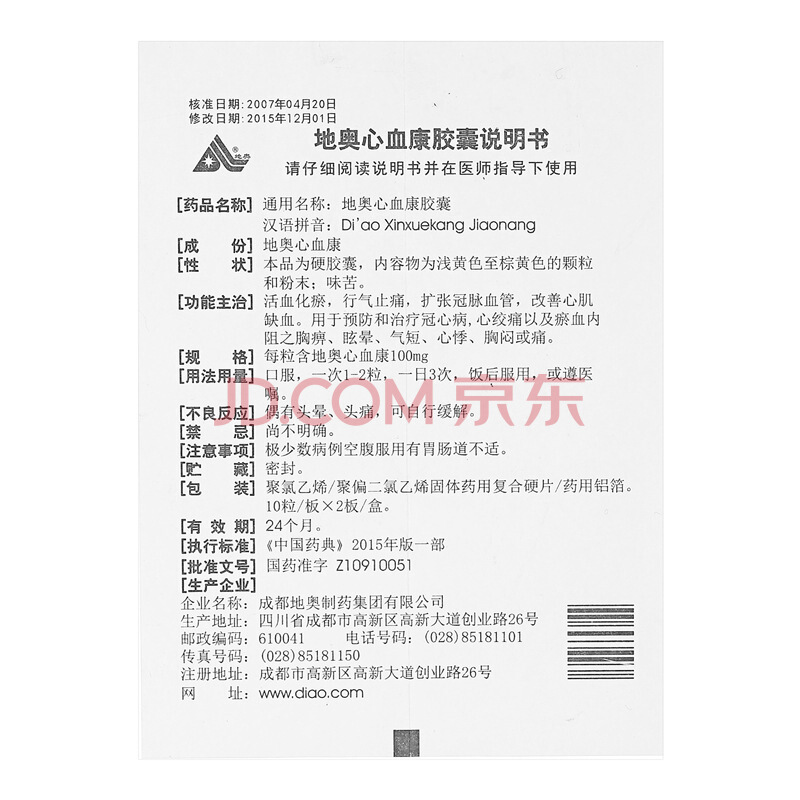 核准日期:2007年04月20日
修改日期:2015年12月01日
地奥心血康胶囊说明书
地奥®
请仔细阅读说明书并在医师指导下使用
[药品名称] 通用名称: 地奥心血康胶囊
汉语拼音: Di'ao Xinxuekang Jiaonang
[成 份] 地奥心血康
[性 状] 本品为硬胶囊，内容物为浅黄色至棕黄色的颗粒
和粉末；味苦。
[功能主治] 活血化瘀，行气止痛，扩张冠脉血管，改善心肌
缺血。用于预防和治疗冠心病,心绞痛以及瘀血内
阻之胸痹、眩晕、气短、心悸、胸闷或痛。
[规 格] 每粒含地奥心血康100mg
[用法用量] 口服，一次1-2粒，一日3次，饭后服用，或遵医
嘱。
JD.COM 京东
[不良反应] 偶有头晕、头痛，可自行缓解。
[禁 忌] 尚不明确。
[注意事项] 极少数病例空腹服用有胃肠道不适。
[贮 藏] 密封。
[包 装] 聚氯乙烯/聚偏二氯乙烯固体药用复合硬片/药用铝箔。
10粒/板×2板/盒。
[有 效 期] 24个月。
[执行标准] 《中国药典》2015年版一部
[批准文号] 国药准字 Z10910051
[生产企业]
企业名称: 成都地奥制药集团有限公司
生产地址: 四川省成都市高新区高新大道创业路26号
邮政编码: 610041 电话号码: (028)85181101
传真号码: (028)85181150
注册地址: 成都市高新区高新大道创业路26号
网 址: www.diao.com